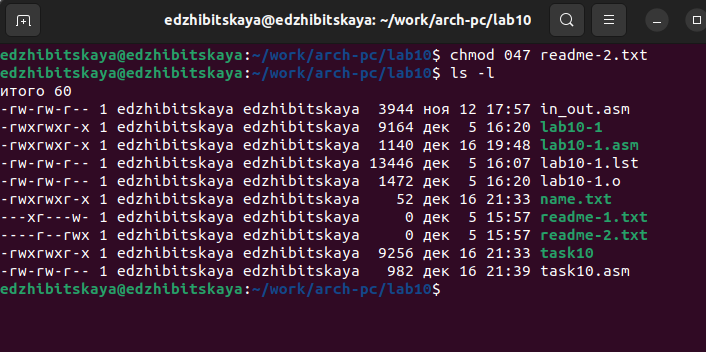 edzhibitskaya@edzhibitskaya: ~/work/arch-pc/lab10
edzhibitskaya@edzhibitskaya:~/work/arch-pc/lab10$ chmod 047 readme-2.txt
edzhibitskaya@edzhibitskaya:~/work/arch-pc/lab10$ ls -l
итого 60
-rw-rw-r-- 1 edzhibitskaya edzhibitskaya  3944 ноя 12 17:57 in_out.asm
-rwxrwxr-x 1 edzhibitskaya edzhibitskaya  9164 дек  5 16:20 lab10-1
-rwxrwxr-x 1 edzhibitskaya edzhibitskaya  1140 дек 16 19:48 lab10-1.asm
-rw-rw-r-- 1 edzhibitskaya edzhibitskaya 13446 дек  5 16:07 lab10-1.lst
-rw-rw-r-- 1 edzhibitskaya edzhibitskaya  1472 дек  5 16:20 lab10-1.o
-rwxrwxr-x 1 edzhibitskaya edzhibitskaya    52 дек 16 21:33 name.txt
---xr---w- 1 edzhibitskaya edzhibitskaya     0 дек  5 15:57 readme-1.txt
----r--rwx 1 edzhibitskaya edzhibitskaya     0 дек  5 15:57 readme-2.txt
-rwxrwxr-x 1 edzhibitskaya edzhibitskaya  9256 дек 16 21:33 task10
-rw-rw-r-- 1 edzhibitskaya edzhibitskaya   982 дек 16 21:39 task10.asm
edzhibitskaya@edzhibitskaya:~/work/arch-pc/lab10$